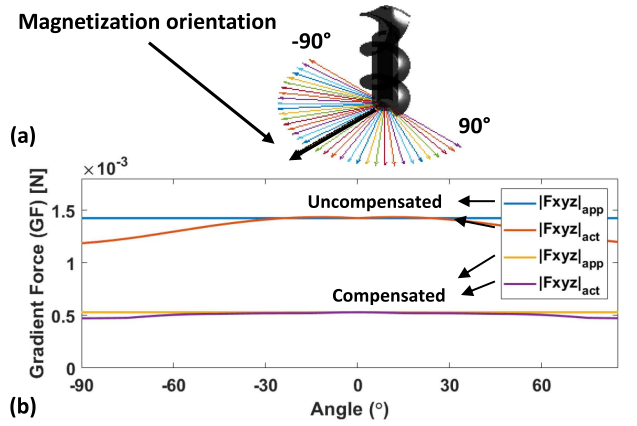 Magnetization orientation
-90°
90°
(a)
×10⁻³
Gradient Force (GF) [N]
1.5
1
0.5
0
Uncompensated
Compensated
|Fxyz|app
|Fxyz|act
|Fxyz|app
|Fxyz|act
-90
-60
-30
0
30
60
Angle (°)
(b)